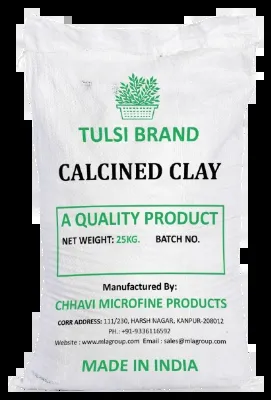 TULSI BRAND
CALCINED CLAY
A QUALITY PRODUCT
NET WEIGHT: 25KG. BATCH NO.
Manufactured By:
CHHAVI MICROFINE PRODUCTS
CORR ADDRESS: 111/230, HARSH NAGAR, KANPUR-208012
PH.: +91-9336116592
Website : www.mlagroup.com Email : sales@mlagroup.com
MADE IN INDIA